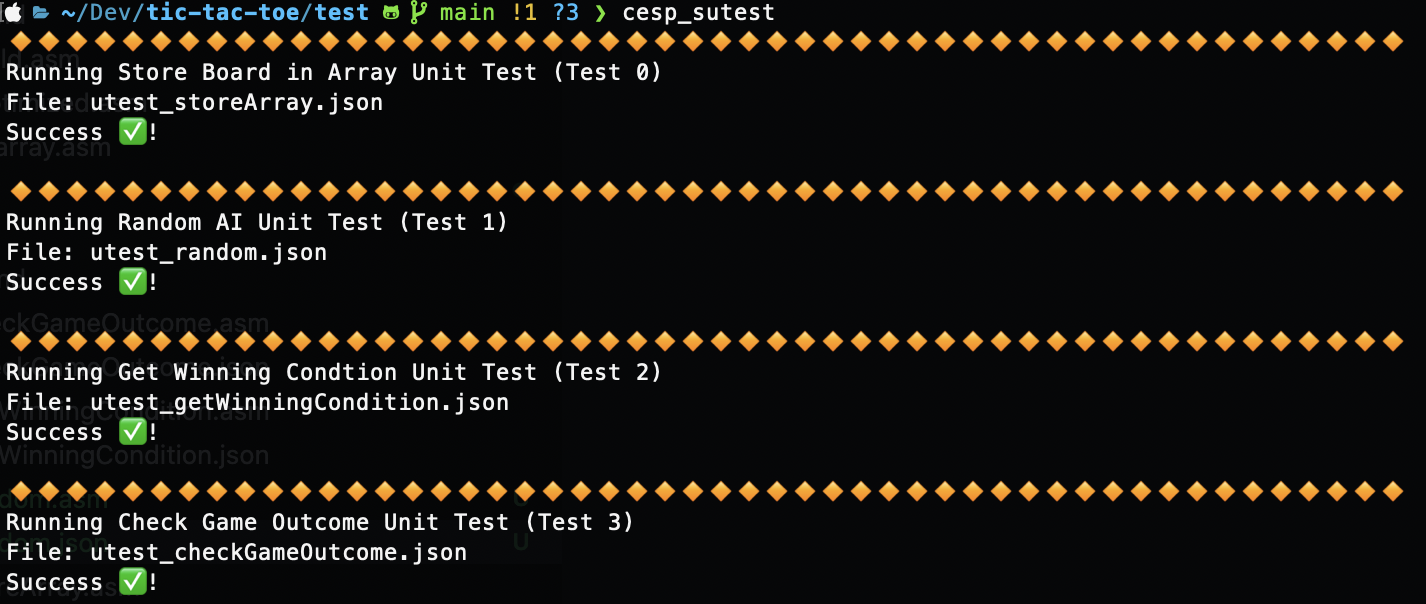 ~/Dev/tic-tac-toe/test main !1 ?3 ❯ cesp_sutest
🔶🔶🔶🔶🔶🔶🔶🔶🔶🔶🔶🔶🔶🔶🔶🔶🔶🔶🔶🔶🔶🔶🔶🔶🔶🔶🔶🔶🔶🔶🔶🔶🔶🔶🔶🔶🔶🔶🔶🔶🔶🔶🔶🔶🔶🔶🔶🔶🔶🔶
Running Store Board in Array Unit Test (Test 0)
File: utest_storeArray.json
Success ✅!
🔶🔶🔶🔶🔶🔶🔶🔶🔶🔶🔶🔶🔶🔶🔶🔶🔶🔶🔶🔶🔶🔶🔶🔶🔶🔶🔶🔶🔶🔶🔶🔶🔶🔶🔶🔶🔶🔶🔶🔶🔶🔶🔶🔶🔶🔶🔶🔶🔶🔶
Running Random AI Unit Test (Test 1)
File: utest_random.json
Success ✅!
🔶🔶🔶🔶🔶🔶🔶🔶🔶🔶🔶🔶🔶🔶🔶🔶🔶🔶🔶🔶🔶🔶🔶🔶🔶🔶🔶🔶🔶🔶🔶🔶🔶🔶🔶🔶🔶🔶🔶🔶🔶🔶🔶🔶🔶🔶🔶🔶🔶🔶
Running Get Winning Condtion Unit Test (Test 2)
File: utest_getWinningCondition.json
Success ✅!
🔶🔶🔶🔶🔶🔶🔶🔶🔶🔶🔶🔶🔶🔶🔶🔶🔶🔶🔶🔶🔶🔶🔶🔶🔶🔶🔶🔶🔶🔶🔶🔶🔶🔶🔶🔶🔶🔶🔶🔶🔶🔶🔶🔶🔶🔶🔶🔶🔶🔶
Running Check Game Outcome Unit Test (Test 3)
File: utest_checkGameOutcome.json
Success ✅!